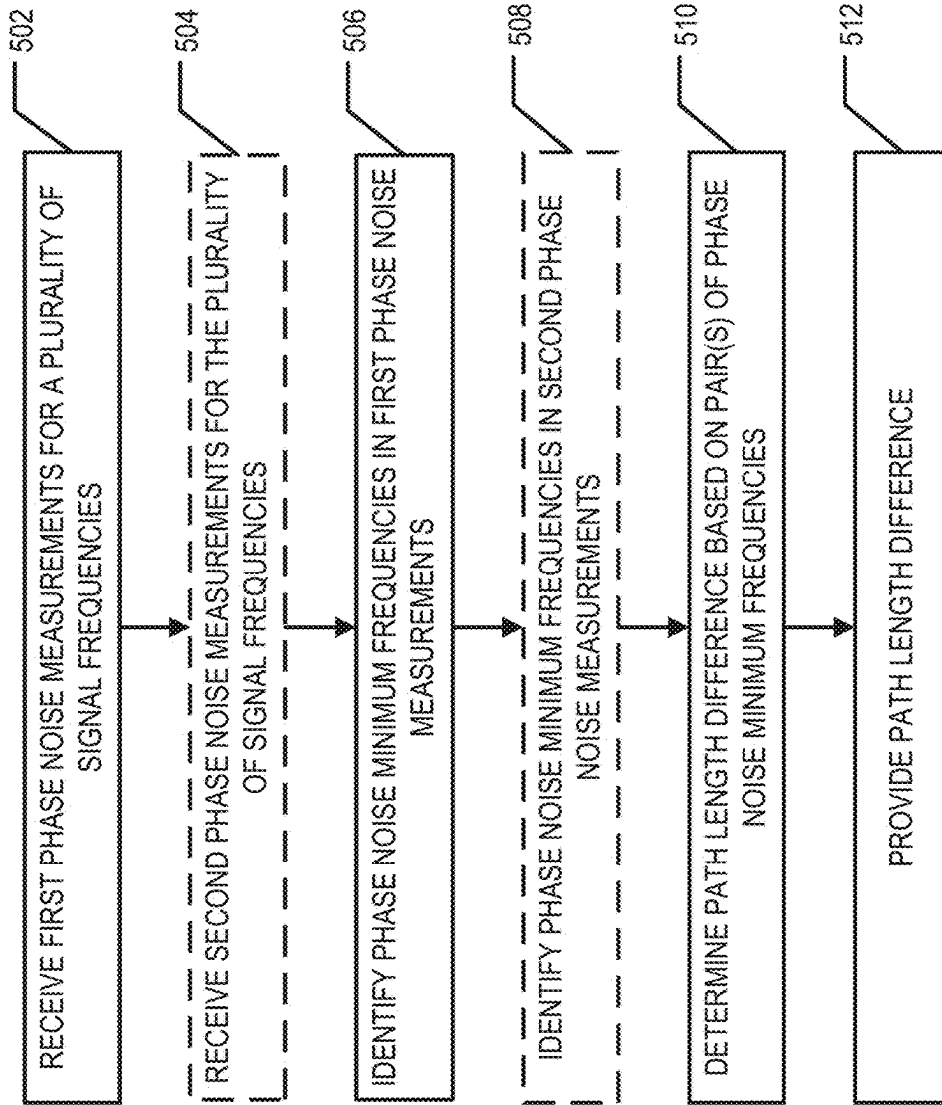 502
RECEIVE FIRST PHASE NOISE MEASUREMENTS FOR A PLURALITY OF
SIGNAL FREQUENCIES
504
RECEIVE SECOND PHASE NOISE MEASUREMENTS FOR THE PLURALITY
OF SIGNAL FREQUENCIES
506
IDENTIFY PHASE NOISE MINIMUM FREQUENCIES IN FIRST PHASE NOISE
MEASUREMENTS
508
IDENTIFY PHASE NOISE MINIMUM FREQUENCIES IN SECOND PHASE
NOISE MEASUREMENTS
510
DETERMINE PATH LENGTH DIFFERENCE BASED ON PAIR(S) OF PHASE
NOISE MINIMUM FREQUENCIES
512
PROVIDE PATH LENGTH DIFFERENCE